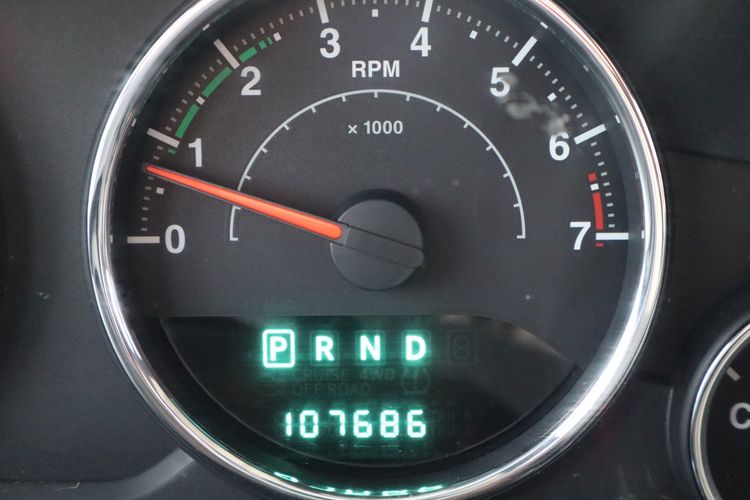 3 4
2 5
RPM
x 1000
1 6
0 7
P R N D
CRUISE 4WD
OFF ROAD
107686
C